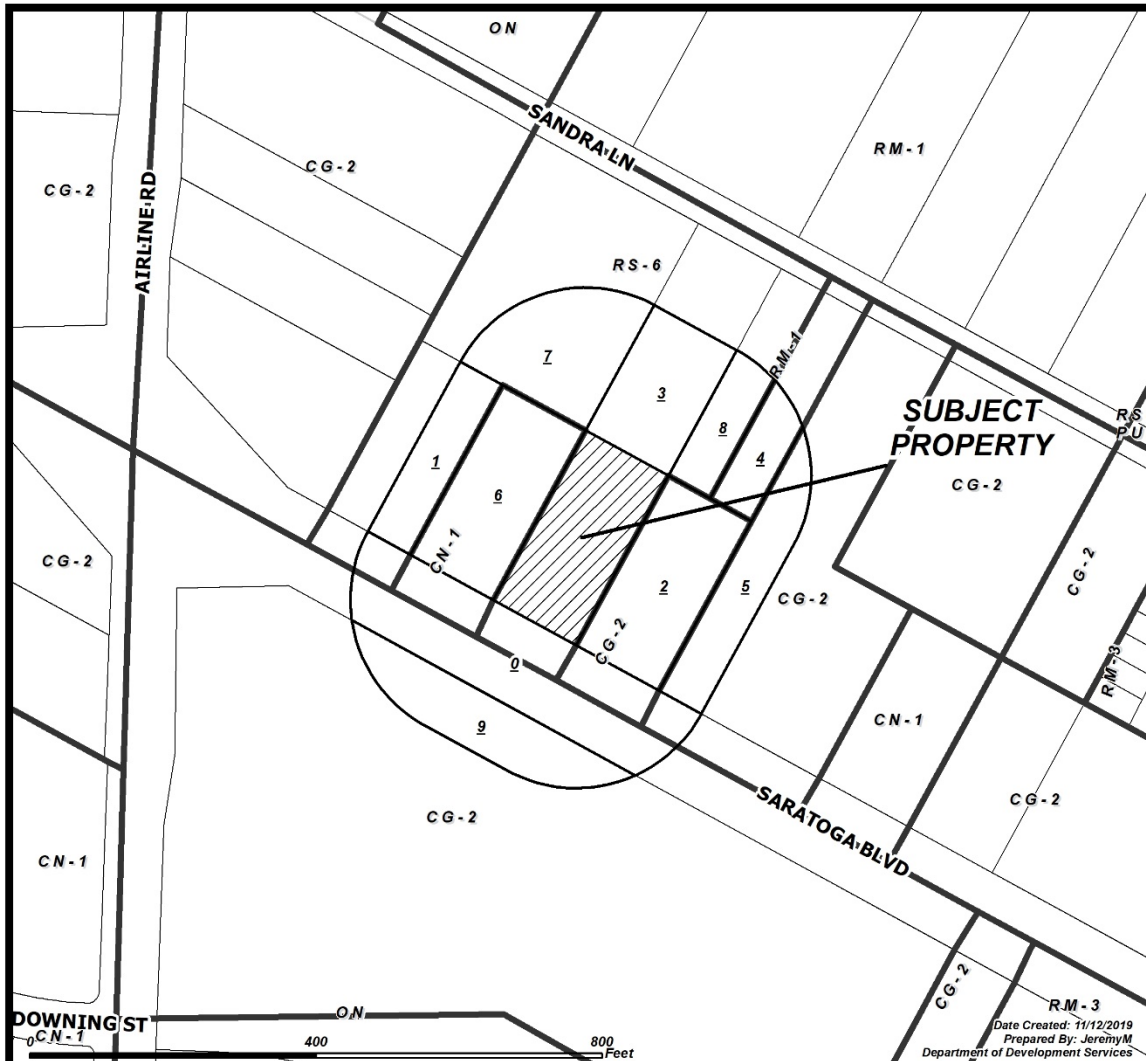 ON
SANDRA LN
RM-1
CG-2
CG-2
AIRLINE RD
RS-6
7
3
RM-1
8
SUBJECT
PROPERTY
RS
PU
1
4
CG-2
6
CG-2
CN-1
CG-2
2
5
CG-2
CG-2
RM-3
0
CN-1
9
SARATOGA BLVD
CG-2
CG-2
CN-1
CG-2
RM-3
DOWNING ST
ON
CN-1
Date Created: 11/12/2019
Prepared By: JeremyM
Department of Development Services
0
400
800
Feet